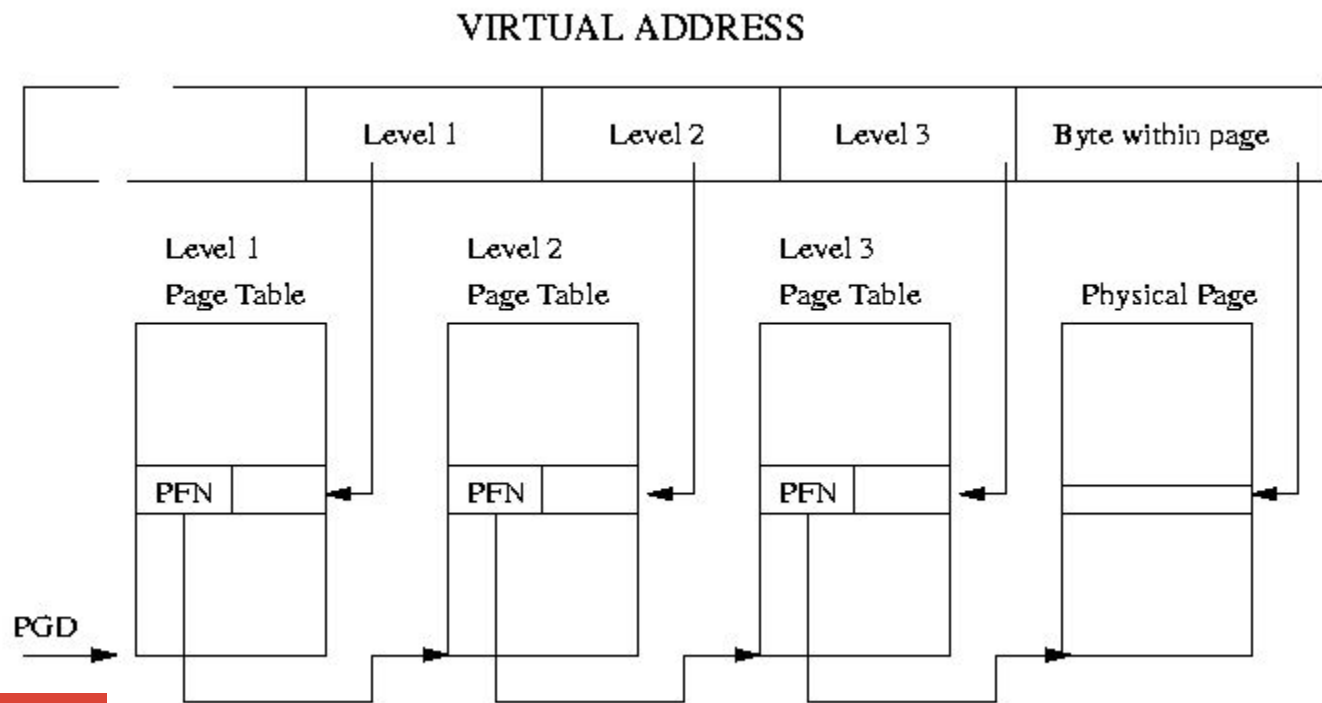 VIRTUAL ADDRESS
Level 1 Level 2 Level 3 Byte within page
Level 1 Level 2 Level 3
Page Table Page Table Page Table Physical Page
PFN PFN PFN
PGD